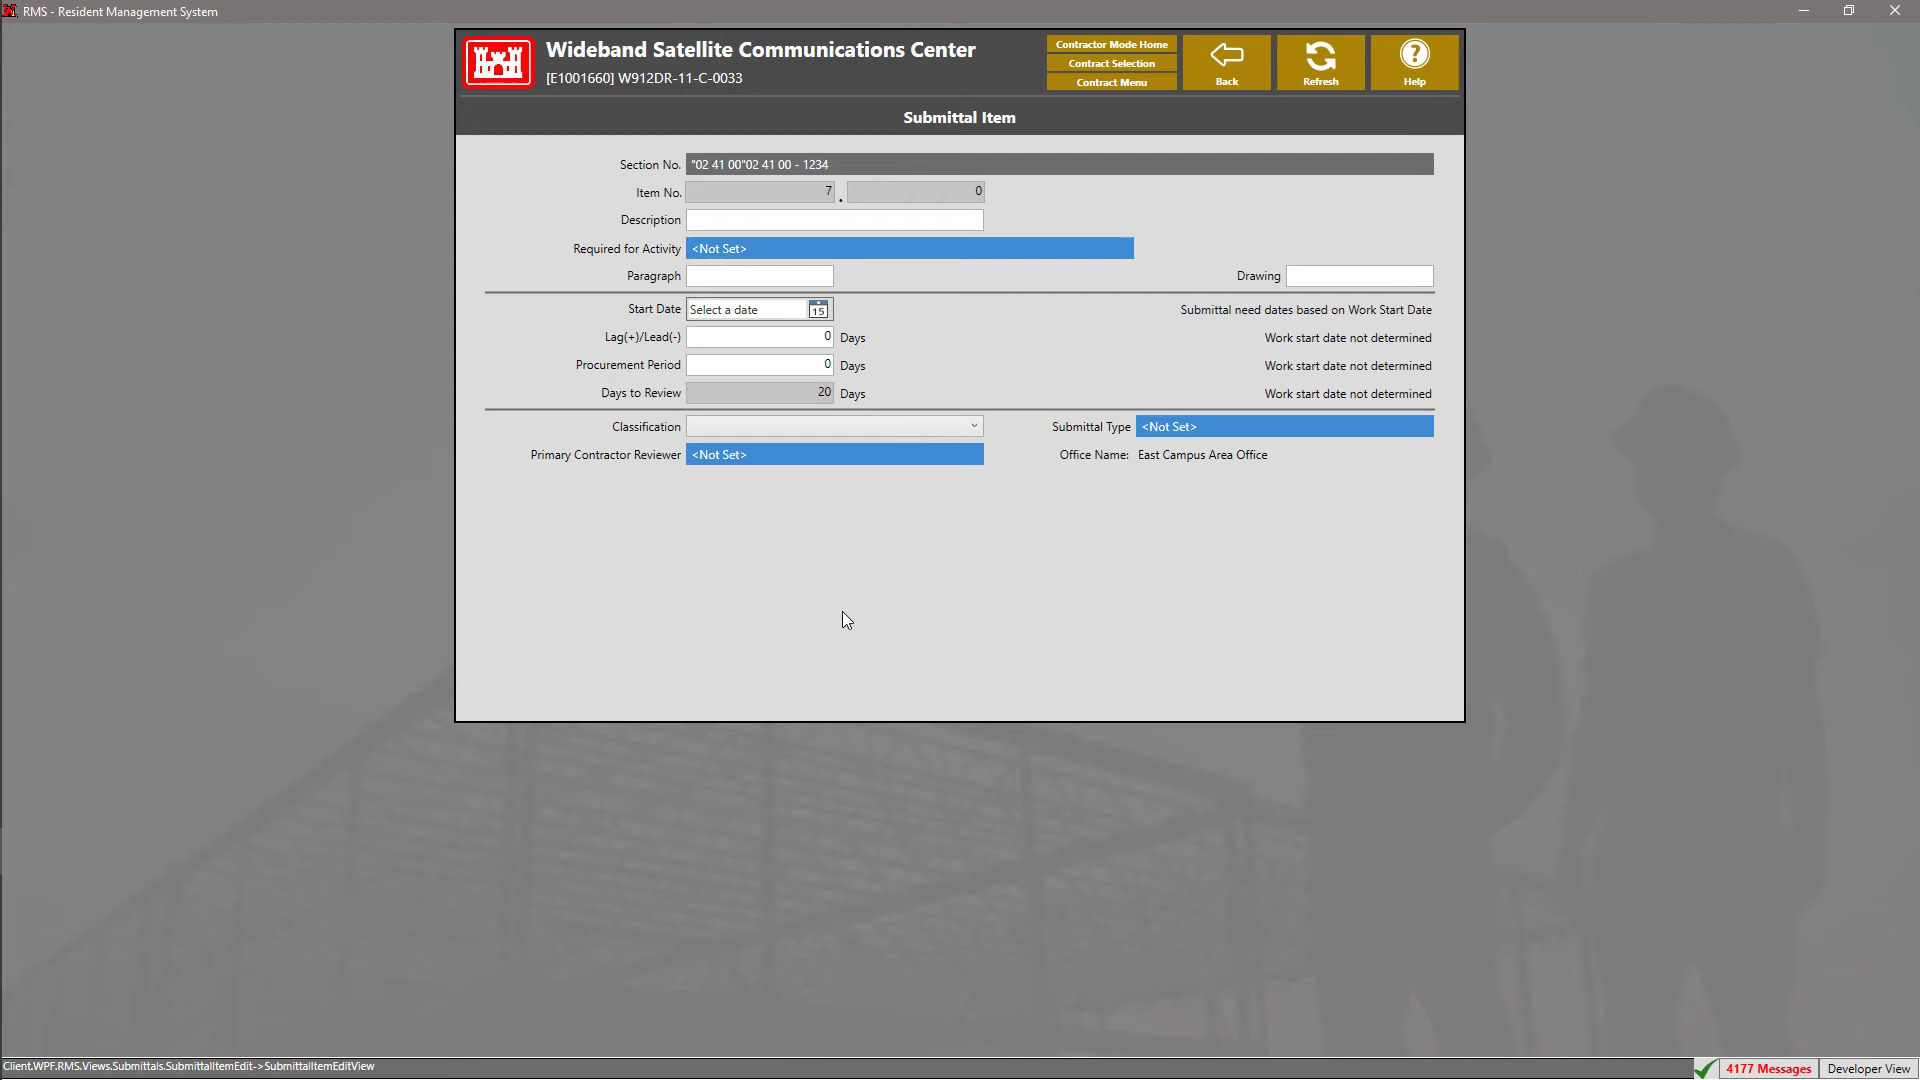 RMS - Resident Management System
Wideband Satellite Communications Center
[E1001660] W912DR-11-C-0033
Contractor Mode Home
Contract Selection
Contract Menu
Back
Refresh
Help
Submittal Item
Section No. "02 41 00"02 41 00 - 1234
Item No. 7 . 0
Description
Required for Activity <Not Set>
Paragraph
Drawing
Start Date Select a date 15
Submittal need dates based on Work Start Date
Lag(+)/Lead(-) 0 Days
Work start date not determined
Procurement Period 0 Days
Work start date not determined
Days to Review 20 Days
Work start date not determined
Classification
Submittal Type <Not Set>
Primary Contractor Reviewer <Not Set>
Office Name: East Campus Area Office
Client.WPF.RMS.Views.Submittals.SubmittalItemEdit->SubmittalItemEditView
4177 Messages
Developer View